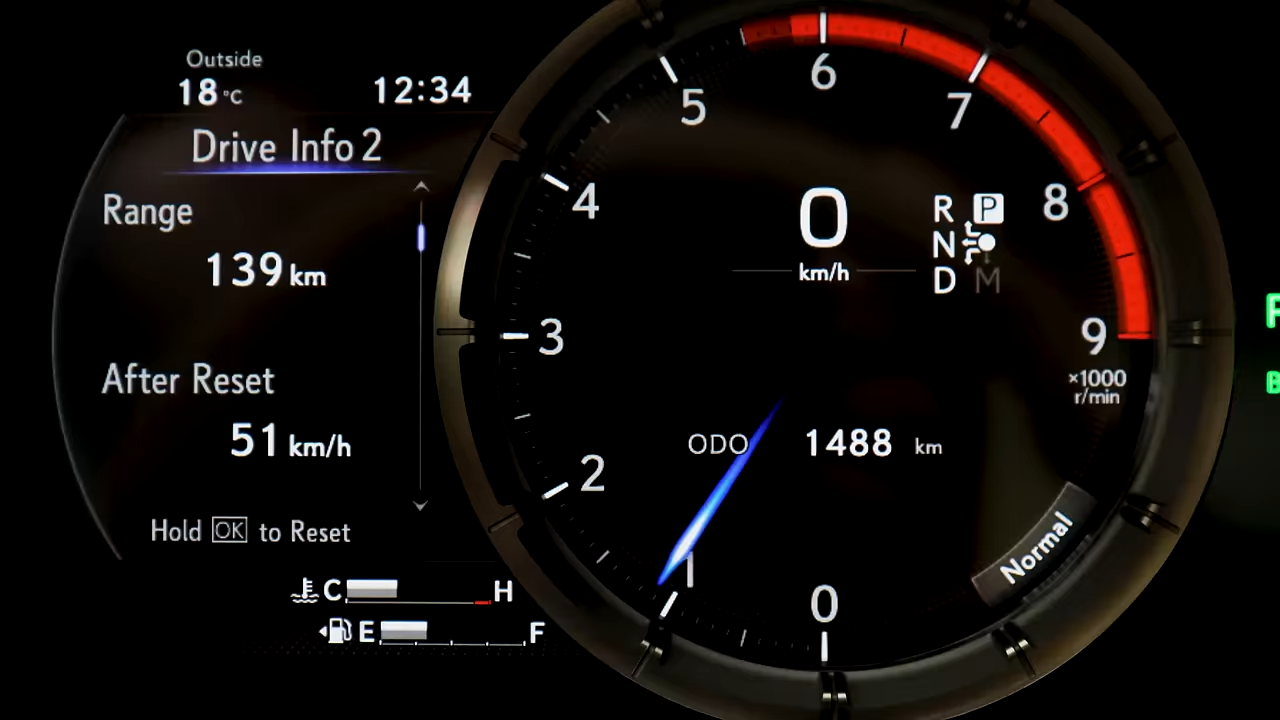 Outside
18 °C
12:34
Drive Info 2
Range
139 km
After Reset
51 km/h
Hold OK to Reset
C H
E F
0
1
2
3
4
5
6
7
8
9
×1000
r/min
0
km/h
R P
N
D M
ODO 1488 km
Normal